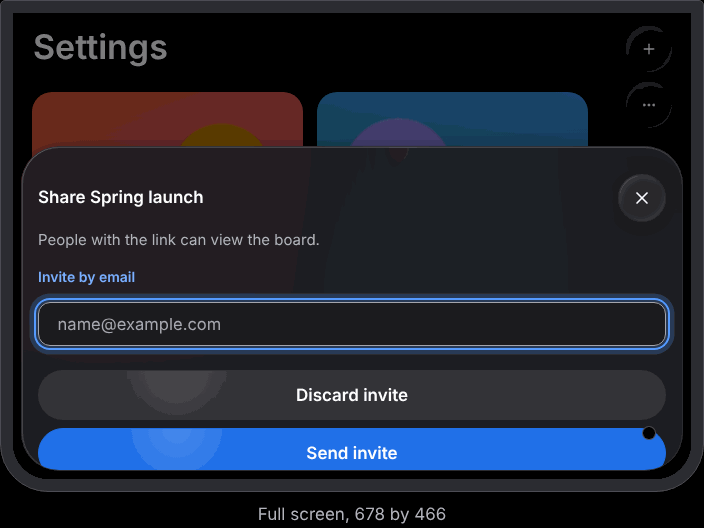 Settings
Share Spring launch
People with the link can view the board.
Invite by email
name@example.com
Discard invite
Send invite
Full screen, 678 by 466